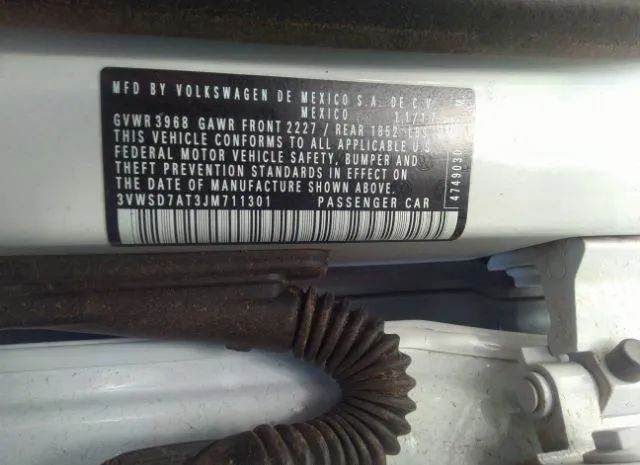 MFD BY VOLKSWAGEN DE MEXICO S.A. DE C.V
MEXICO 11/17
GVWR 3968 GAWR FRONT 2227 / REAR 1852 LBS
THIS VEHICLE CONFORMS TO ALL APPLICABLE U.S
FEDERAL MOTOR VEHICLE SAFETY, BUMPER AND
THEFT PREVENTION STANDARDS IN EFFECT ON
THE DATE OF MANUFACTURE SHOWN ABOVE.
3VWSD7AT3JM711301 PASSENGER CAR
4749030